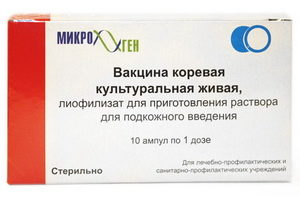 МИКРОГЕН
Вакцина коревая
культуральная живая,
лиофилизат для приготовления раствора
для подкожного введения
10 ампул по 1 дозе
Стерильно
Для лечебно-профилактических и
санитарно-профилактических учреждений